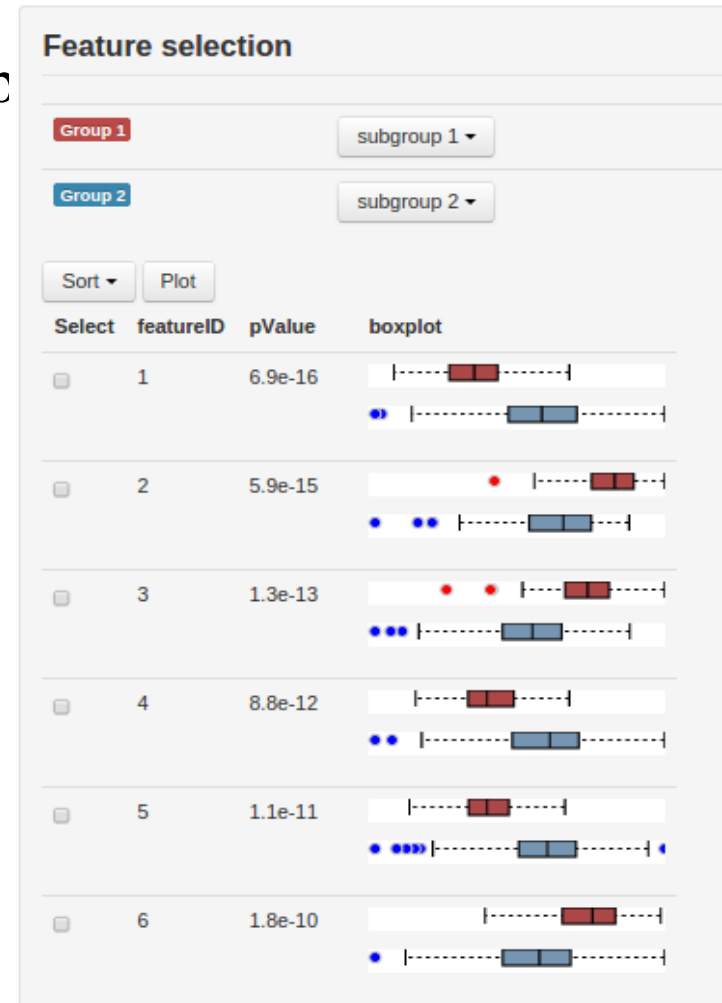 Feature selection
Group 1 subgroup 1
Group 2 subgroup 2
Sort Plot
Select featureID pValue boxplot
1 6.9e-16
2 5.9e-15
3 1.3e-13
4 8.8e-12
5 1.1e-11
6 1.8e-10